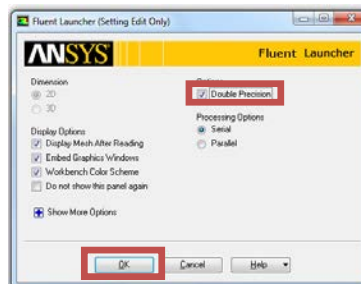 Fluent Launcher (Setting Edit Only)
ANSYS
Fluent Launcher
Dimension
2D
3D
Display Options
Display Mesh After Reading
Embed Graphics Windows
Workbench Color Scheme
Do not show this panel again
Show More Options
Options
Double Precision
Processing Options
Serial
Parallel
OK
Cancel
Help